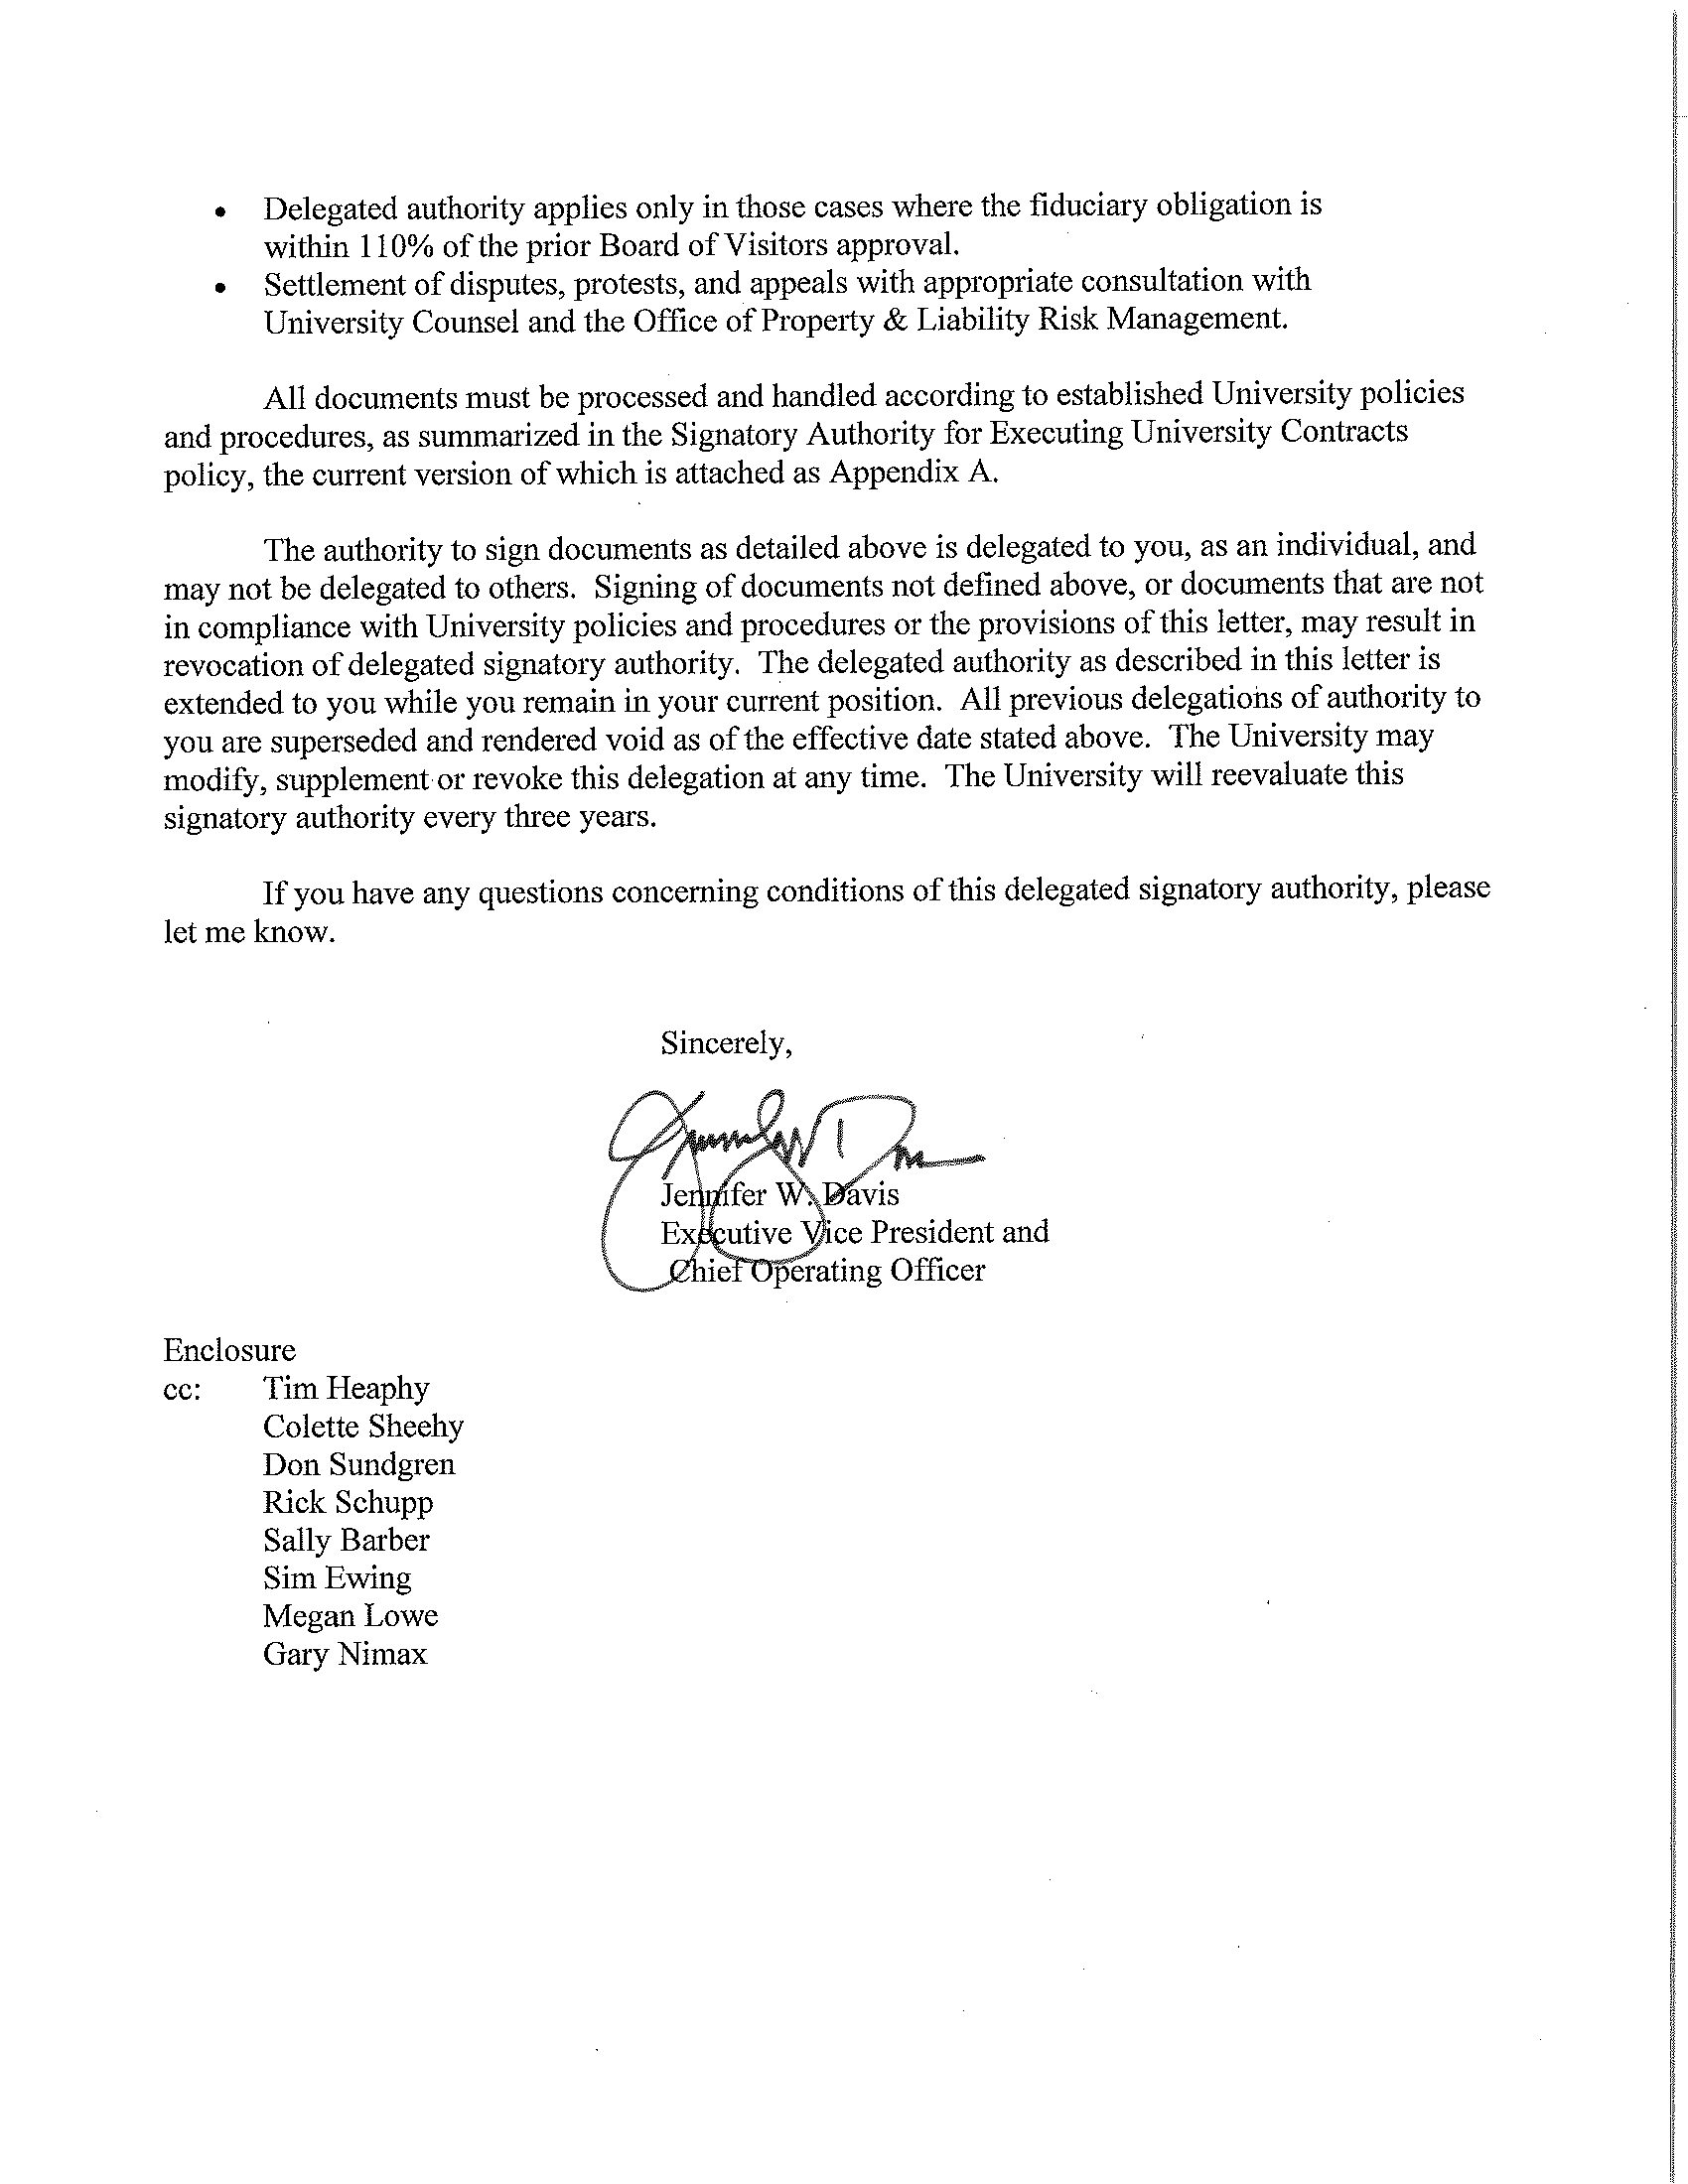 • Delegated authority applies only in those cases where the fiduciary obligation is
within 110% of the prior Board of Visitors approval.
• Settlement of disputes, protests, and appeals with appropriate consultation with
University Counsel and the Office of Property & Liability Risk Management.
All documents must be processed and handled according to established University policies
and procedures, as summarized in the Signatory Authority for Executing University Contracts
policy, the current version of which is attached as Appendix A.
The authority to sign documents as detailed above is delegated to you, as an individual, and
may not be delegated to others. Signing of documents not defined above, or documents that are not
in compliance with University policies and procedures or the provisions of this letter, may result in
revocation of delegated signatory authority. The delegated authority as described in this letter is
extended to you while you remain in your current position. All previous delegations of authority to
you are superseded and rendered void as of the effective date stated above. The University may
modify, supplement or revoke this delegation at any time. The University will reevaluate this
signatory authority every three years.
If you have any questions concerning conditions of this delegated signatory authority, please
let me know.
Sincerely,
Jennifer W. Davis
Executive Vice President and
Chief Operating Officer
Enclosure
cc: Tim Heaphy
Colette Sheehy
Don Sundgren
Rick Schupp
Sally Barber
Sim Ewing
Megan Lowe
Gary Nimax